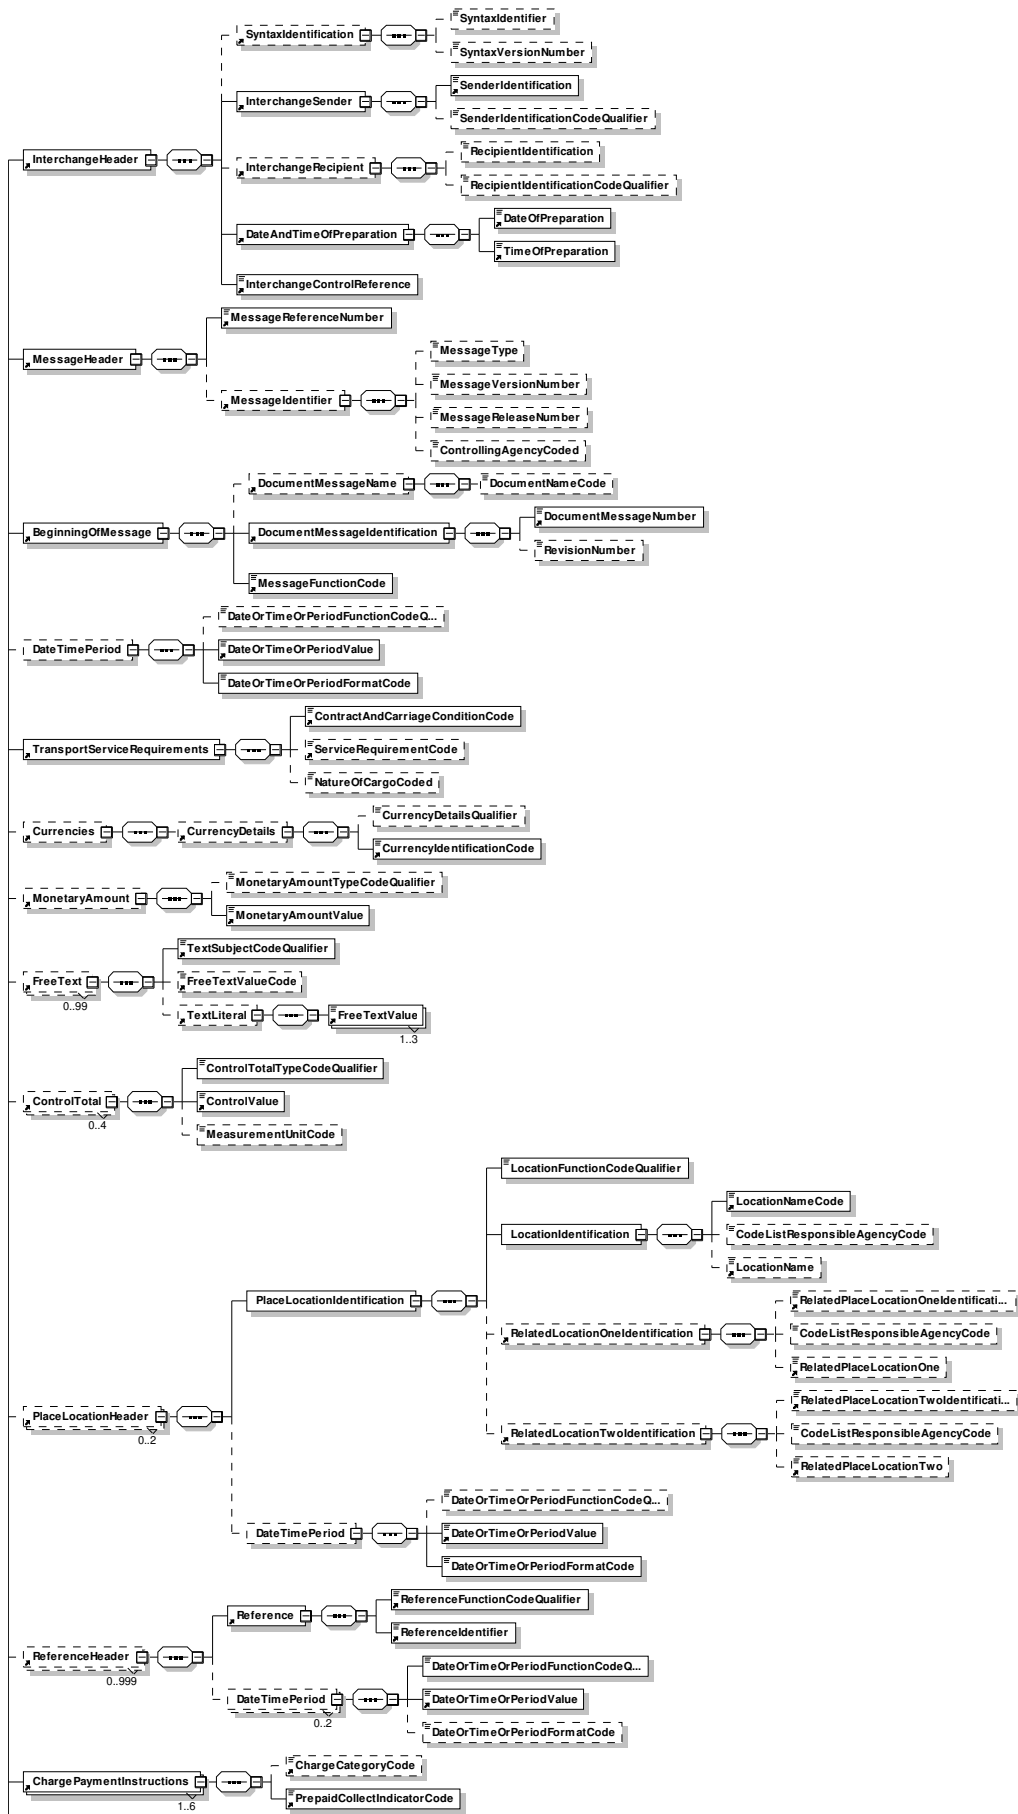 SyntaxIdentification
SyntaxIdentifier
SyntaxVersionNumber
InterchangeSender
SenderIdentification
SenderIdentificationCodeQualifier
InterchangeHeader
InterchangeRecipient
RecipientIdentification
RecipientIdentificationCodeQualifier
DateAndTimeOfPreparation
DateOfPreparation
TimeOfPreparation
InterchangeControlReference
MessageHeader
MessageReferenceNumber
MessageIdentifier
MessageType
MessageVersionNumber
MessageReleaseNumber
ControllingAgencyCoded
BeginningOfMessage
DocumentMessageName
DocumentNameCode
DocumentMessageIdentification
DocumentMessageNumber
RevisionNumber
MessageFunctionCode
DateTimePeriod
DateOrTimeOrPeriodFunctionCodeQ...
DateOrTimeOrPeriodValue
DateOrTimeOrPeriodFormatCode
TransportServiceRequirements
ContractAndCarriageConditionCode
ServiceRequirementCode
NatureOfCargoCoded
Currencies
CurrencyDetails
CurrencyDetailsQualifier
CurrencyIdentificationCode
MonetaryAmount
MonetaryAmountTypeCodeQualifier
MonetaryAmountValue
FreeText
0..99
TextSubjectCodeQualifier
FreeTextValueCode
TextLiteral
FreeTextValue
1..3
ControlTotal
0..4
ControlTotalTypeCodeQualifier
ControlValue
MeasurementUnitCode
PlaceLocationHeader
0..2
PlaceLocationIdentification
LocationFunctionCodeQualifier
LocationIdentification
LocationNameCode
CodeListResponsibleAgencyCode
LocationName
RelatedLocationOneIdentification
RelatedPlaceLocationOneIdentificati...
CodeListResponsibleAgencyCode
RelatedPlaceLocationOne
RelatedLocationTwoIdentification
RelatedPlaceLocationTwoIdentificati...
CodeListResponsibleAgencyCode
RelatedPlaceLocationTwo
DateTimePeriod
DateOrTimeOrPeriodFunctionCodeQ...
DateOrTimeOrPeriodValue
DateOrTimeOrPeriodFormatCode
ReferenceHeader
0..999
Reference
ReferenceFunctionCodeQualifier
ReferenceIdentifier
DateTimePeriod
0..2
DateOrTimeOrPeriodFunctionCodeQ...
DateOrTimeOrPeriodValue
DateOrTimeOrPeriodFormatCode
ChargePaymentInstructions
1..6
ChargeCategoryCode
PrepaidCollectIndicatorCode